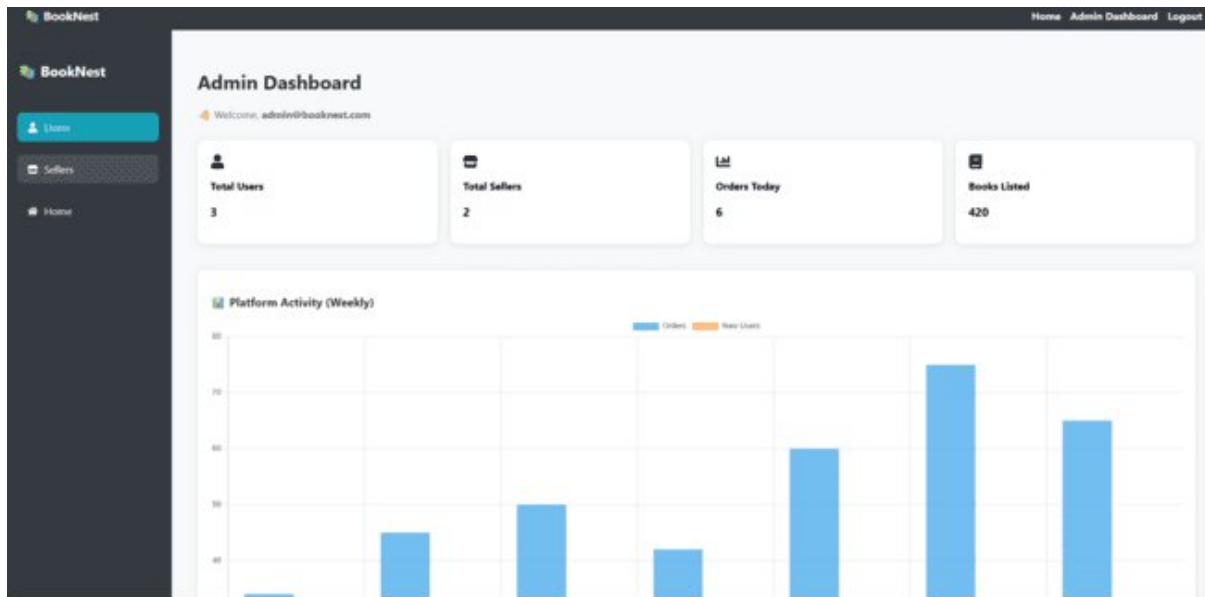 BookNest
Home Admin Dashboard Logout
BookNest
Users
Sellers
Home
Admin Dashboard
Welcome, admin@booknest.com
Total Users
3
Total Sellers
2
Orders Today
6
Books Listed
420
Platform Activity (Weekly)
Orders New Users
80
70
60
50
40